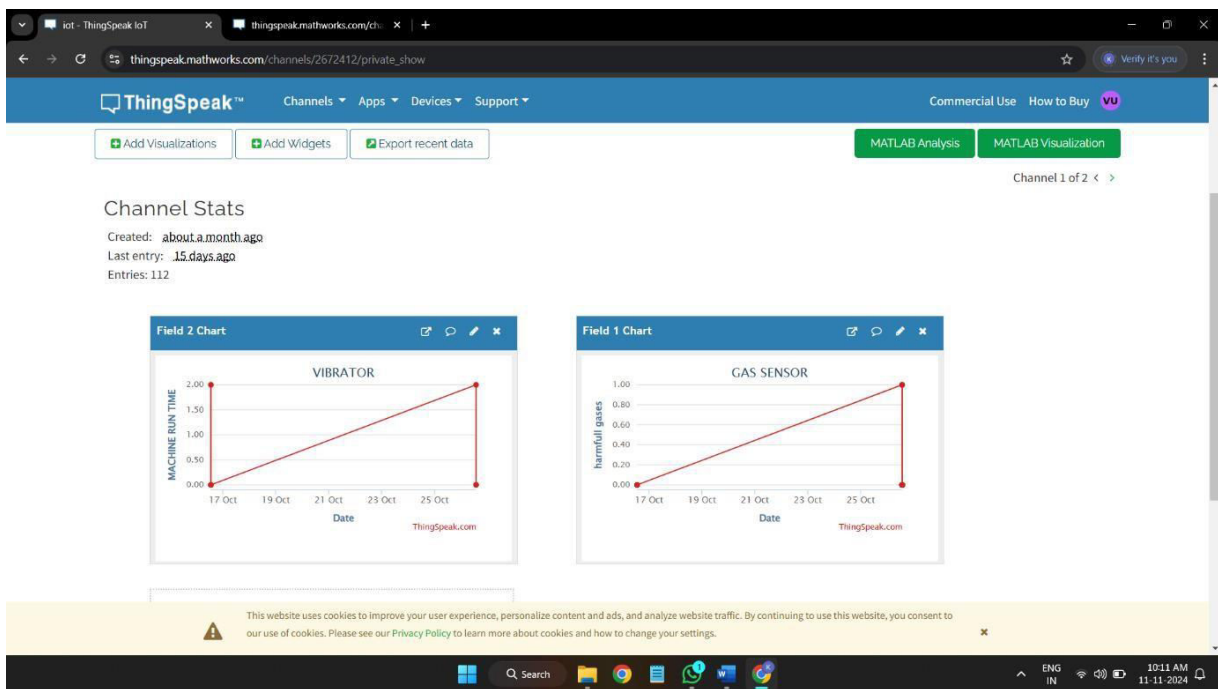 iot - ThingSpeak IoT
thingspeak.mathworks.com/ch
thingspeak.mathworks.com/channels/2672412/private_show
Verify it's you
ThingSpeak™ Channels Apps Devices Support
Commercial Use How to Buy VU
Add Visualizations Add Widgets Export recent data
MATLAB Analysis MATLAB Visualization
Channel 1 of 2 < >
Channel Stats
Created: about a month ago
Last entry: 15 days ago
Entries: 112
Field 2 Chart
VIBRATOR
MACHINE RUN TIME
2.00
1.50
1.00
0.50
0.00
17 Oct 19 Oct 21 Oct 23 Oct 25 Oct
Date
ThingSpeak.com
Field 1 Chart
GAS SENSOR
harmfull gases
1.00
0.80
0.60
0.40
0.20
0.00
17 Oct 19 Oct 21 Oct 23 Oct 25 Oct
Date
ThingSpeak.com
This website uses cookies to improve your user experience, personalize content and ads, and analyze website traffic. By continuing to use this website, you consent to
our use of cookies. Please see our Privacy Policy to learn more about cookies and how to change your settings.
Search
ENG
IN
10:11 AM
11-11-2024